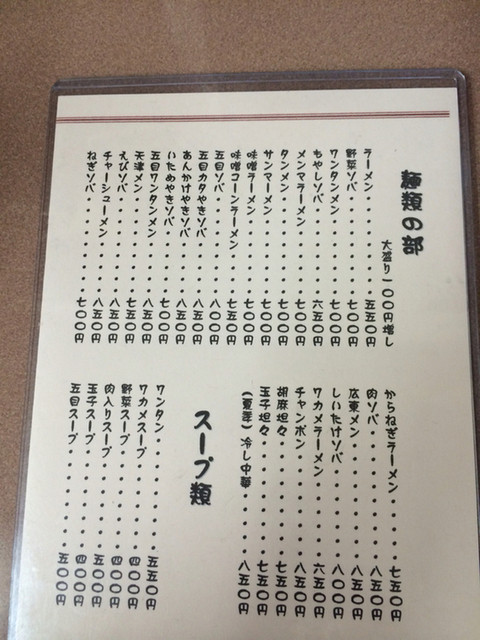 麺類の部
大盛り一〇〇円増し
ラーメン・・・・・・・・五五〇円
野菜ソバ・・・・・・・・七〇〇円
ワンタンメン・・・・・・七〇〇円
もやしソバ・・・・・・・六五〇円
メンマラーメン・・・・・七〇〇円
タンメン・・・・・・・・七〇〇円
サンマーメン・・・・・・七〇〇円
味噌ラーメン・・・・・・七〇〇円
味噌コーンラーメン・・・七五〇円
五目ソバ・・・・・・・・八〇〇円
五目カタやきソバ・・・・八五〇円
あんかけやきソバ・・・・八五〇円
いためやきソバ・・・・・七〇〇円
五目ワンタンメン・・・・八五〇円
天津メン・・・・・・・・七五〇円
えびソバ・・・・・・・・八五〇円
チャーシューメン・・・・八五〇円
ねぎソバ・・・・・・・・七〇〇円
からねぎラーメン・・・・七五〇円
肉ソバ・・・・・・・・・八五〇円
広東メン・・・・・・・・八五〇円
しいたけソバ・・・・・・八〇〇円
ワカメラーメン・・・・・六五〇円
チャンポン・・・・・・・八五〇円
胡麻坦々・・・・・・・・七五〇円
玉子坦々・・・・・・・・七五〇円
(夏季)冷し中華・・・・八五〇円
スープ類
ワンタン・・・・・・・・五五〇円
ワカメスープ・・・・・・四〇〇円
野菜スープ・・・・・・・四〇〇円
肉入りスープ・・・・・・五〇〇円
玉子スープ・・・・・・・四〇〇円
五目スープ・・・・・・・五〇〇円